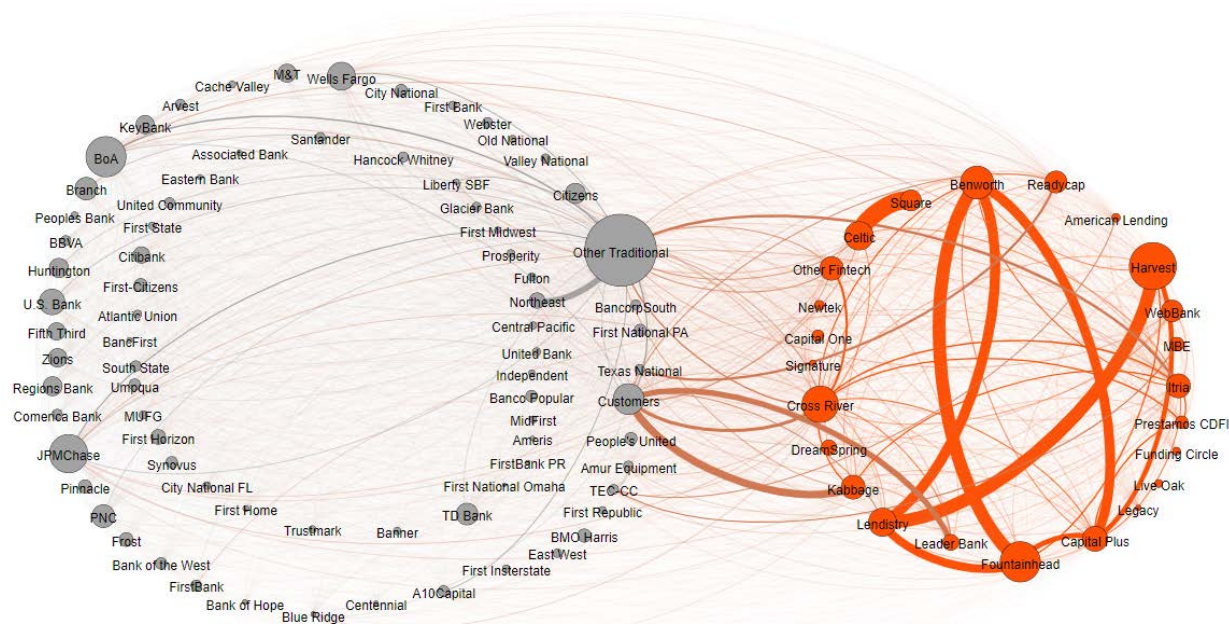 M&T
Wells Fargo
Cache Valley
City National
Arvest
First Bank
KeyBank
Webster
Santander
Old National
BoA
Associated Bank
Hancock Whitney
Valley National
Eastern Bank
Liberty SBF
Citizens
Branch
United Community
Glacier Bank
Peoples Bank
First State
First Midwest
BBVA
Citibank
Prosperity
Other Traditional
Huntington
First-Citizens
Fulton
U.S. Bank
Northeast
BancorpSouth
Atlantic Union
Central Pacific
First National PA
Fifth Third
BancFirst
United Bank
Zions
South State
Independent
Texas National
Regions Bank
Umpqua
Banco Popular
Customers
Comerica Bank
MUFG
MidFirst
First Horizon
Ameris
People's United
JPMChase
Synovus
FirstBank PR
Amur Equipment
Pinnacle
City National FL
First National Omaha
TEC-CC
First Home
First Republic
PNC
Trustmark
Banner
TD Bank
Frost
BMO Harris
Bank of the West
East West
First Insterstate
FirstBank
A10Capital
Bank of Hope
Centennial
Blue Ridge
Benworth
Readycap
Square
American Lending
Celtic
Other Fintech
Harvest
Newtek
WebBank
Capital One
MBE
Signature
Itria
Cross River
Prestamos CDFI
DreamSpring
Funding Circle
Kabbage
Live Oak
Lendistry
Legacy
Leader Bank
Capital Plus
Fountainhead